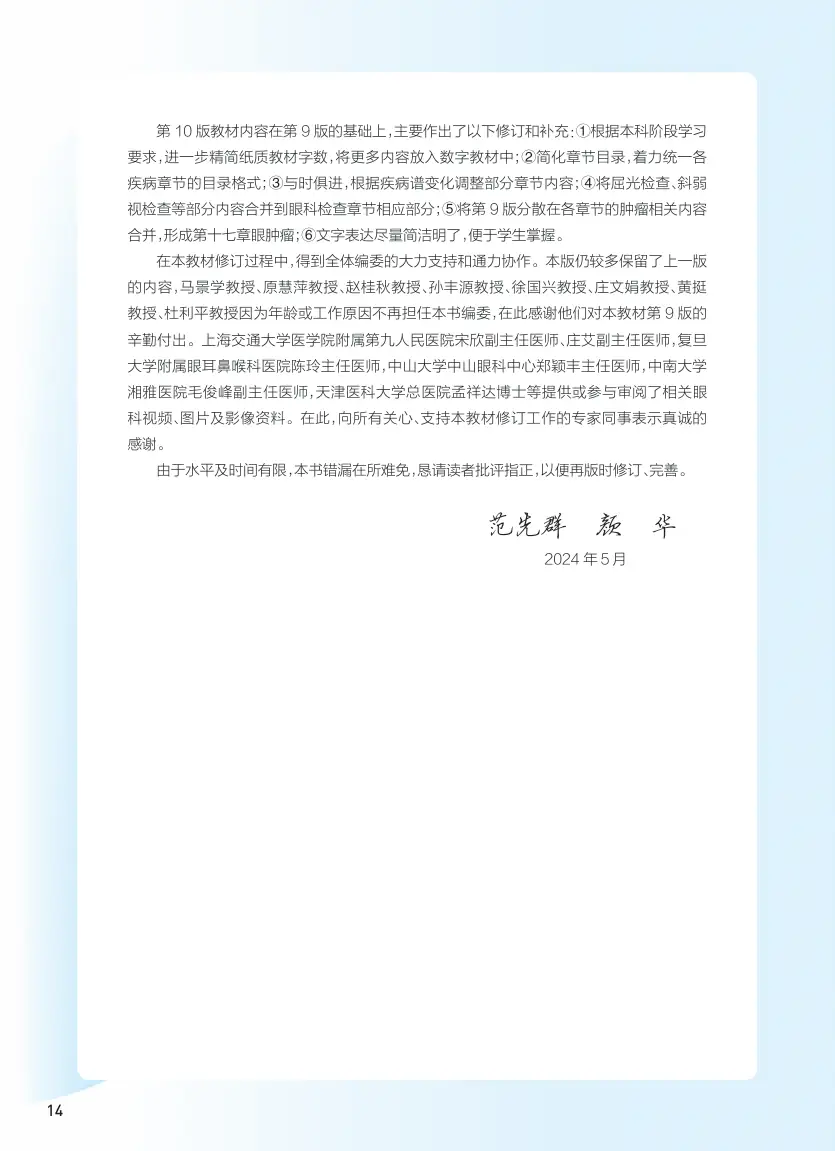 第 10 版教材内容在第 9 版的基础上，主要作出了以下修订和补充：①根据本科阶段学习
要求，进一步精简纸质教材字数，将更多内容放入数字教材中；②简化章节目录，着力统一各
疾病章节的目录格式；③与时俱进，根据疾病谱变化调整部分章节内容；④将屈光检查、斜弱
视检查等部分内容合并到眼科检查章节相应部分；⑤将第 9 版分散在各章节的肿瘤相关内容
合并，形成第十七章眼肿瘤；⑥文字表达尽量简洁明了，便于学生掌握。
在本教材修订过程中，得到全体编委的大力支持和通力协作。本版仍较多保留了上一版
的内容，马景学教授、原慧萍教授、赵桂秋教授、孙丰源教授、徐国兴教授、庄文娟教授、黄挺
教授、杜利平教授因为年龄或工作原因不再担任本书编委，在此感谢他们对本教材第 9 版的
辛勤付出。上海交通大学医学院附属第九人民医院宋欣副主任医师、庄艾副主任医师，复旦
大学附属眼耳鼻喉科医院陈玲主任医师，中山大学中山眼科中心郑颖丰主任医师，中南大学
湘雅医院毛俊峰副主任医师，天津医科大学总医院孟祥达博士等提供或参与审阅了相关眼
科视频、图片及影像资料。在此，向所有关心、支持本教材修订工作的专家同事表示真诚的
感谢。
由于水平及时间有限，本书错漏在所难免，恳请读者批评指正，以便再版时修订、完善。
范先群 颜 华
2024 年 5 月
14